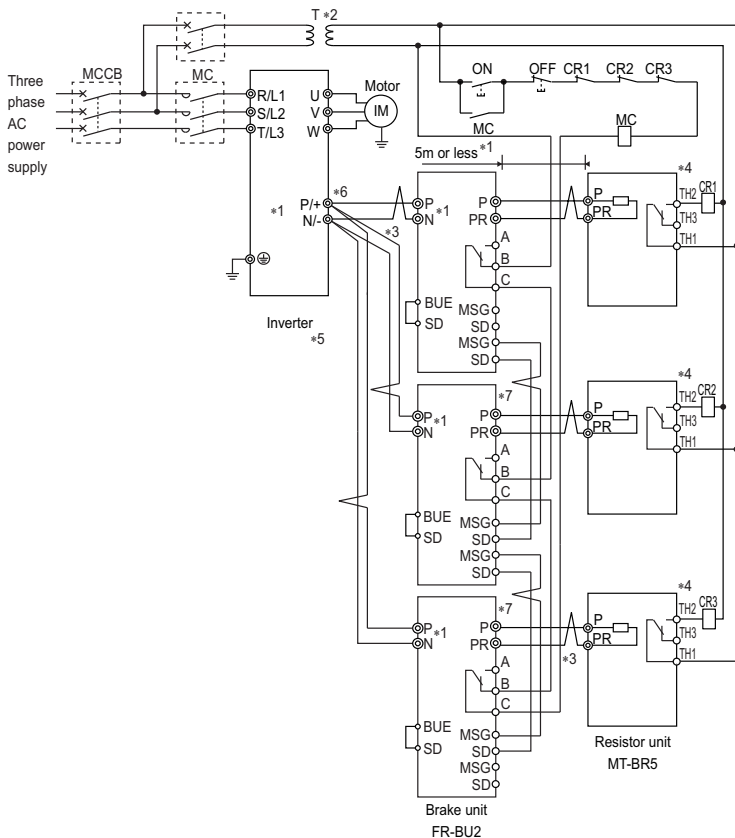 T *2
ON OFF CR1 CR2 CR3
MC
MC
Three
phase
AC
power
supply
MCCB
MC
R/L1
S/L2
T/L3
U
V
W
Motor
IM
5m or less *1
*1
P/+
N/-
*6
*3
Inverter
*5
P
N
*1
P
PR
A
B
C
BUE
SD
MSG
SD
MSG
SD
*4
P
PR
TH2
TH3
TH1
CR1
*7
P
N
*1
P
PR
A
B
C
BUE
SD
MSG
SD
MSG
SD
*4
P
PR
TH2
TH3
TH1
CR2
*7
P
N
*1
P
PR
A
B
C
BUE
SD
MSG
SD
MSG
SD
*3
*4
P
PR
TH2
TH3
TH1
CR3
Resistor unit
MT-BR5
Brake unit
FR-BU2